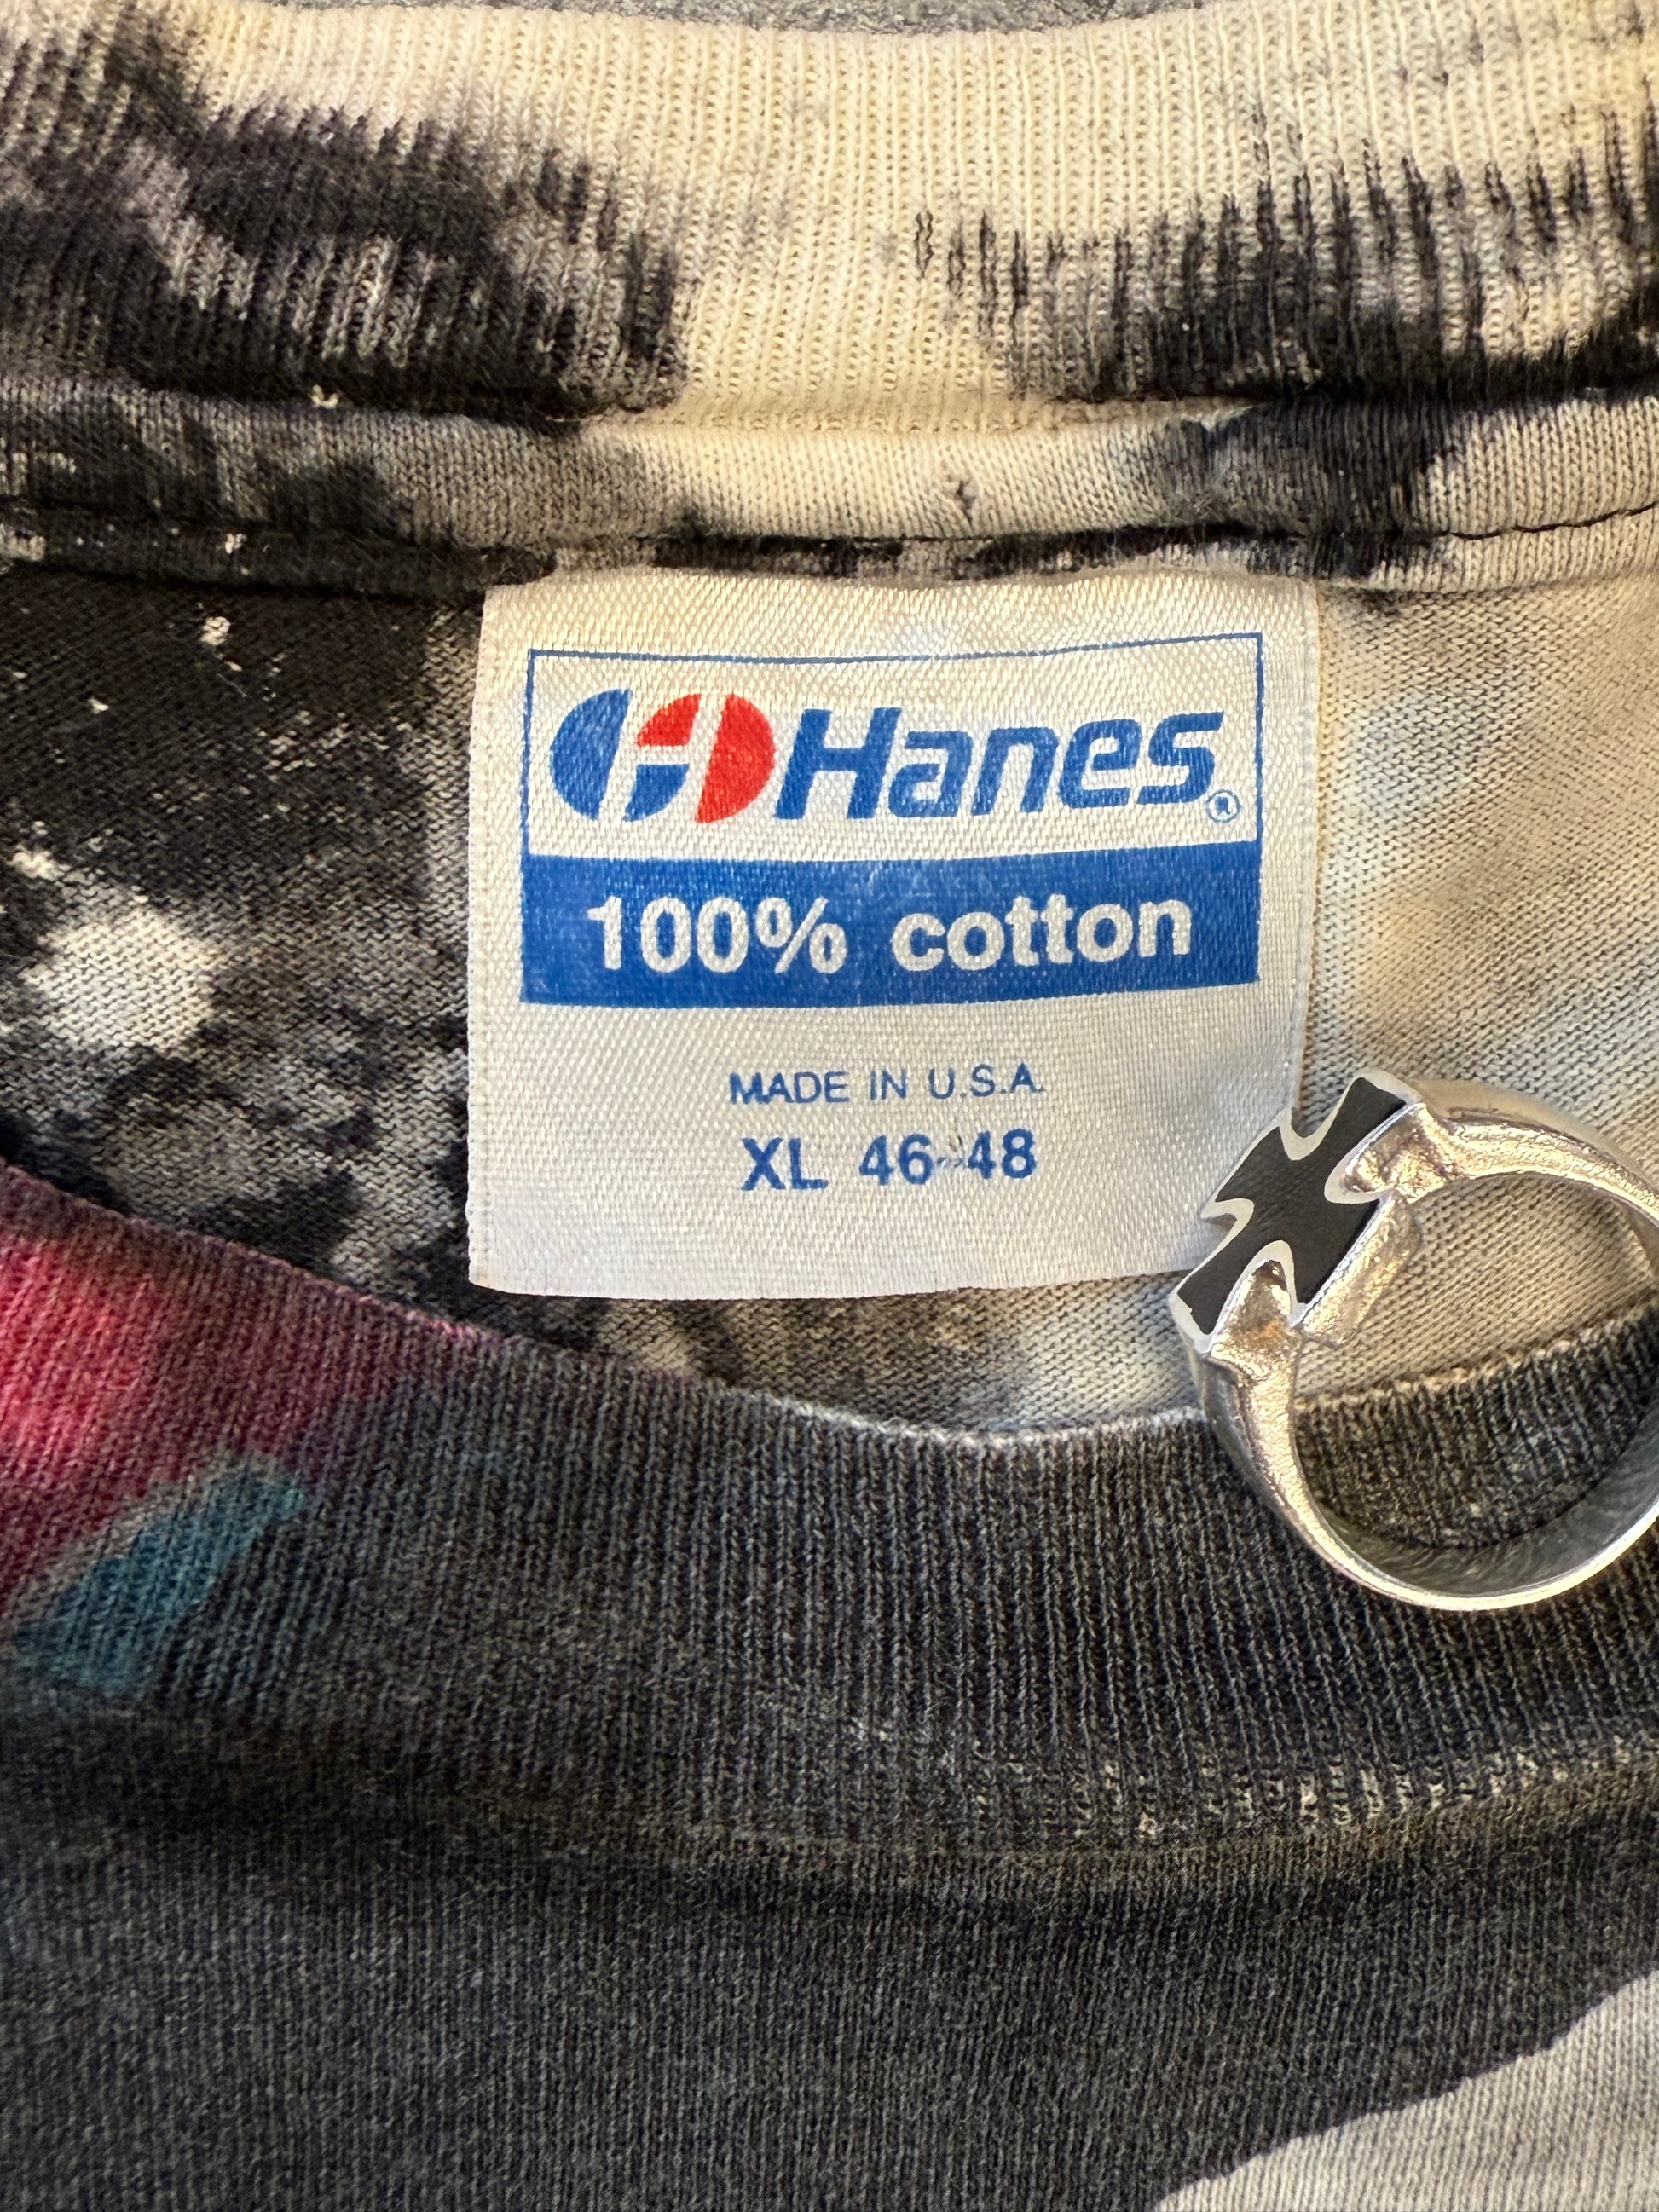 Hanes®
100% cotton
MADE IN U.S.A.
XL 46-48